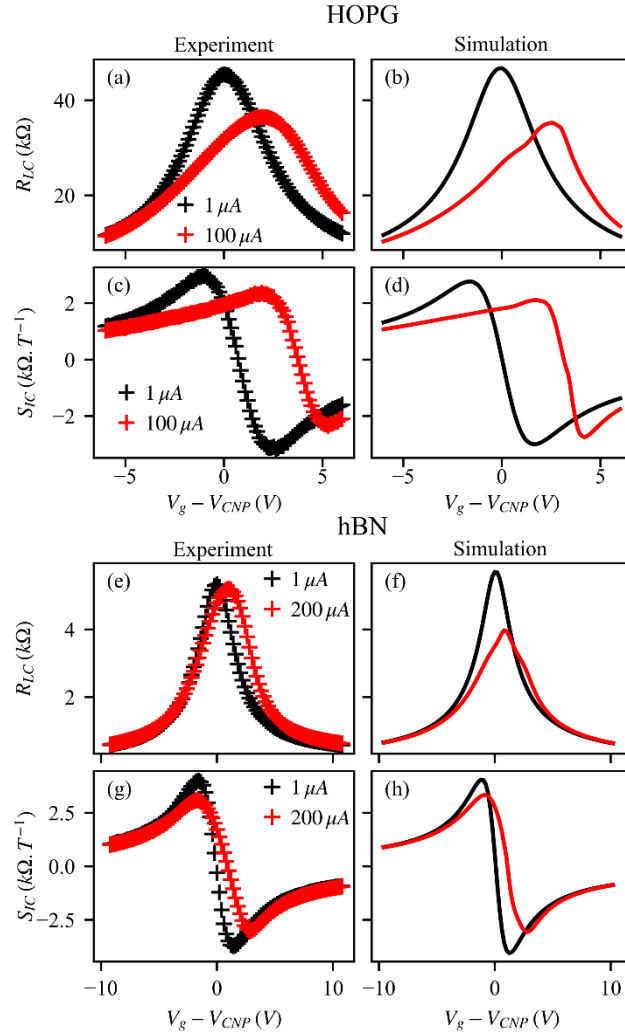 HOPG
Experiment
Simulation
(a)
(b)
R_LC (kΩ)
40
20
1 μA
100 μA
(c)
(d)
S_IC (kΩ.T⁻¹)
2
0
−2
1 μA
100 μA
−5 0 5
−5 0 5
V_g − V_CNP (V)
V_g − V_CNP (V)
hBN
Experiment
Simulation
(e)
(f)
1 μA
200 μA
R_LC (kΩ)
4
2
(g)
(h)
1 μA
200 μA
S_IC (kΩ.T⁻¹)
2.5
0.0
−2.5
−10 0 10
−10 0 10
V_g − V_CNP (V)
V_g − V_CNP (V)